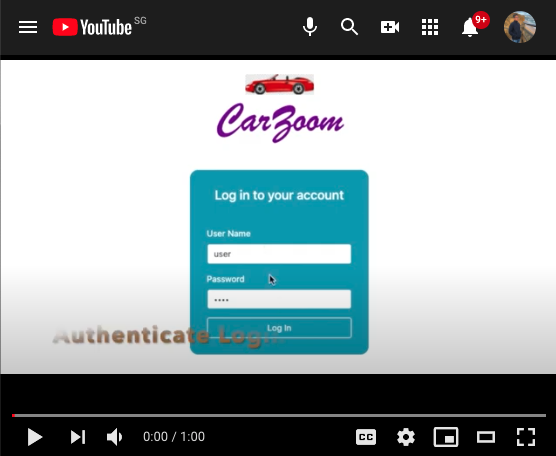 YouTube SG
9+
CarZoom
Log in to your account
User Name
user
Password
••••
Log In
Authenticate Login
0:00 / 1:00
CC